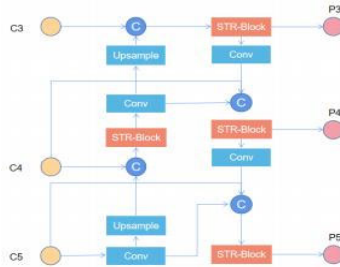 P3
C3 C STR-Block
Upsample Conv
Conv C
P4
STR-Block STR-Block
C4 C Conv
Upsample C
P5
C5 Conv STR-Block